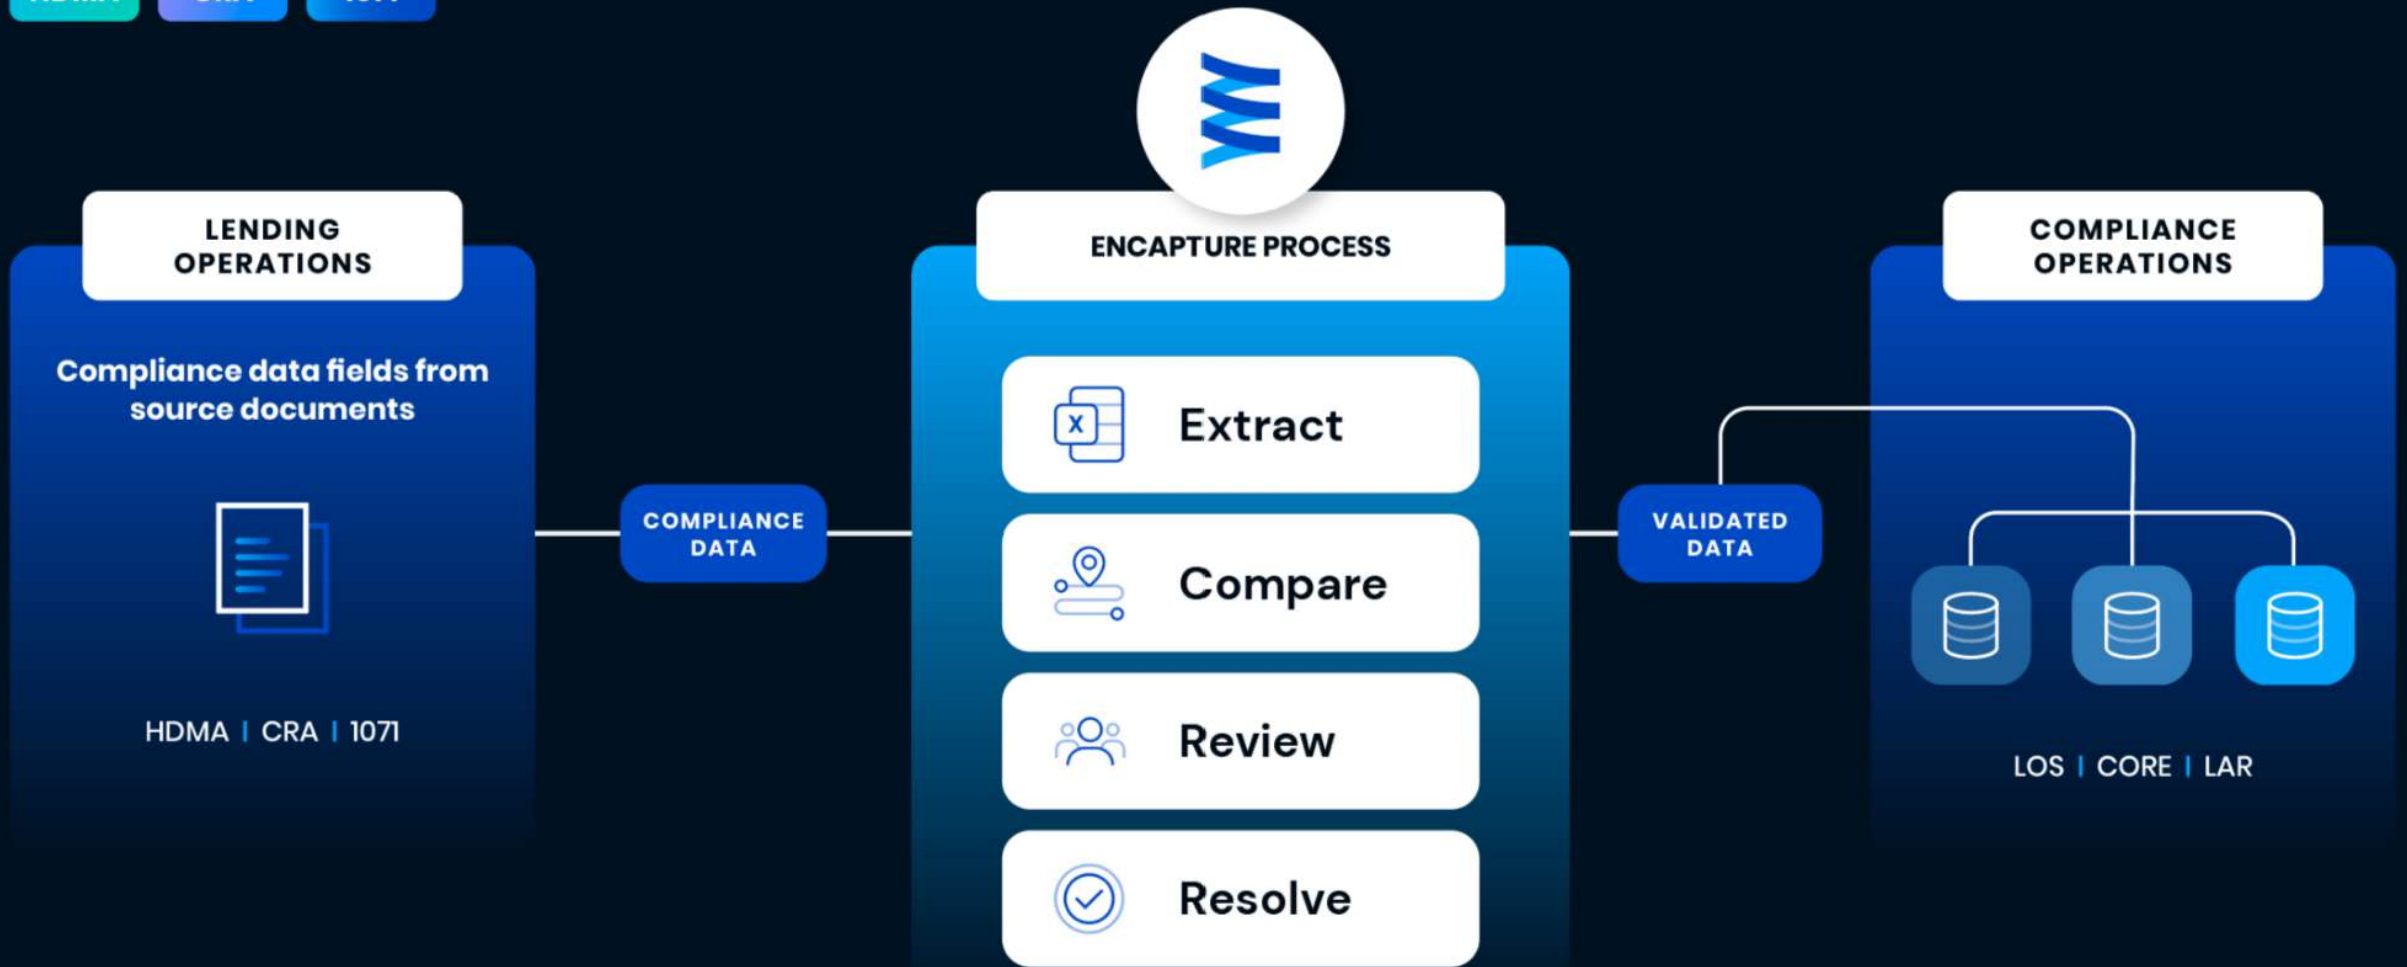 LENDING
OPERATIONS
Compliance data fields from
source documents
HDMA | CRA | 1071
COMPLIANCE
DATA
ENCAPTURE PROCESS
X
Extract
Compare
Review
Resolve
VALIDATED
DATA
COMPLIANCE
OPERATIONS
LOS | CORE | LAR